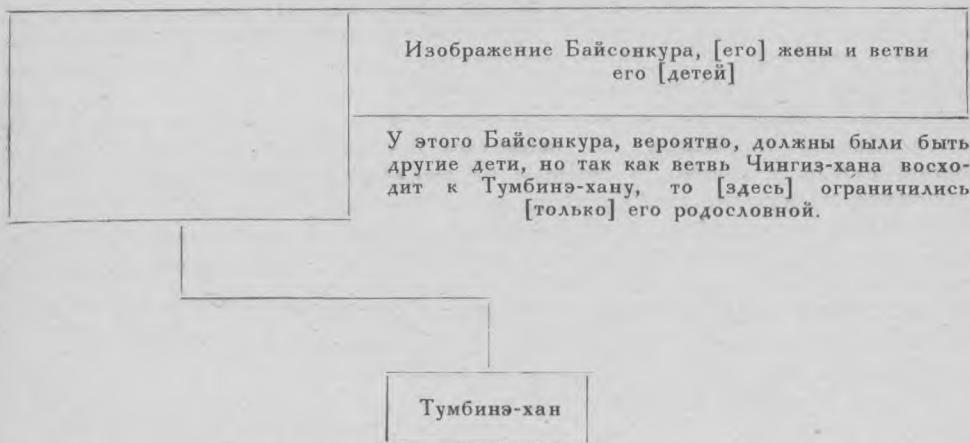 Изображение Байсонкура, [его] жены и ветви
его [детей]
У этого Байсонкура, вероятно, должны были быть
другие дети, но так как ветвь Чингиз-хана восхо-
дит к Тумбинэ-хану, то [здесь] ограничились
[только] его родословной.
Тумбинэ-хан